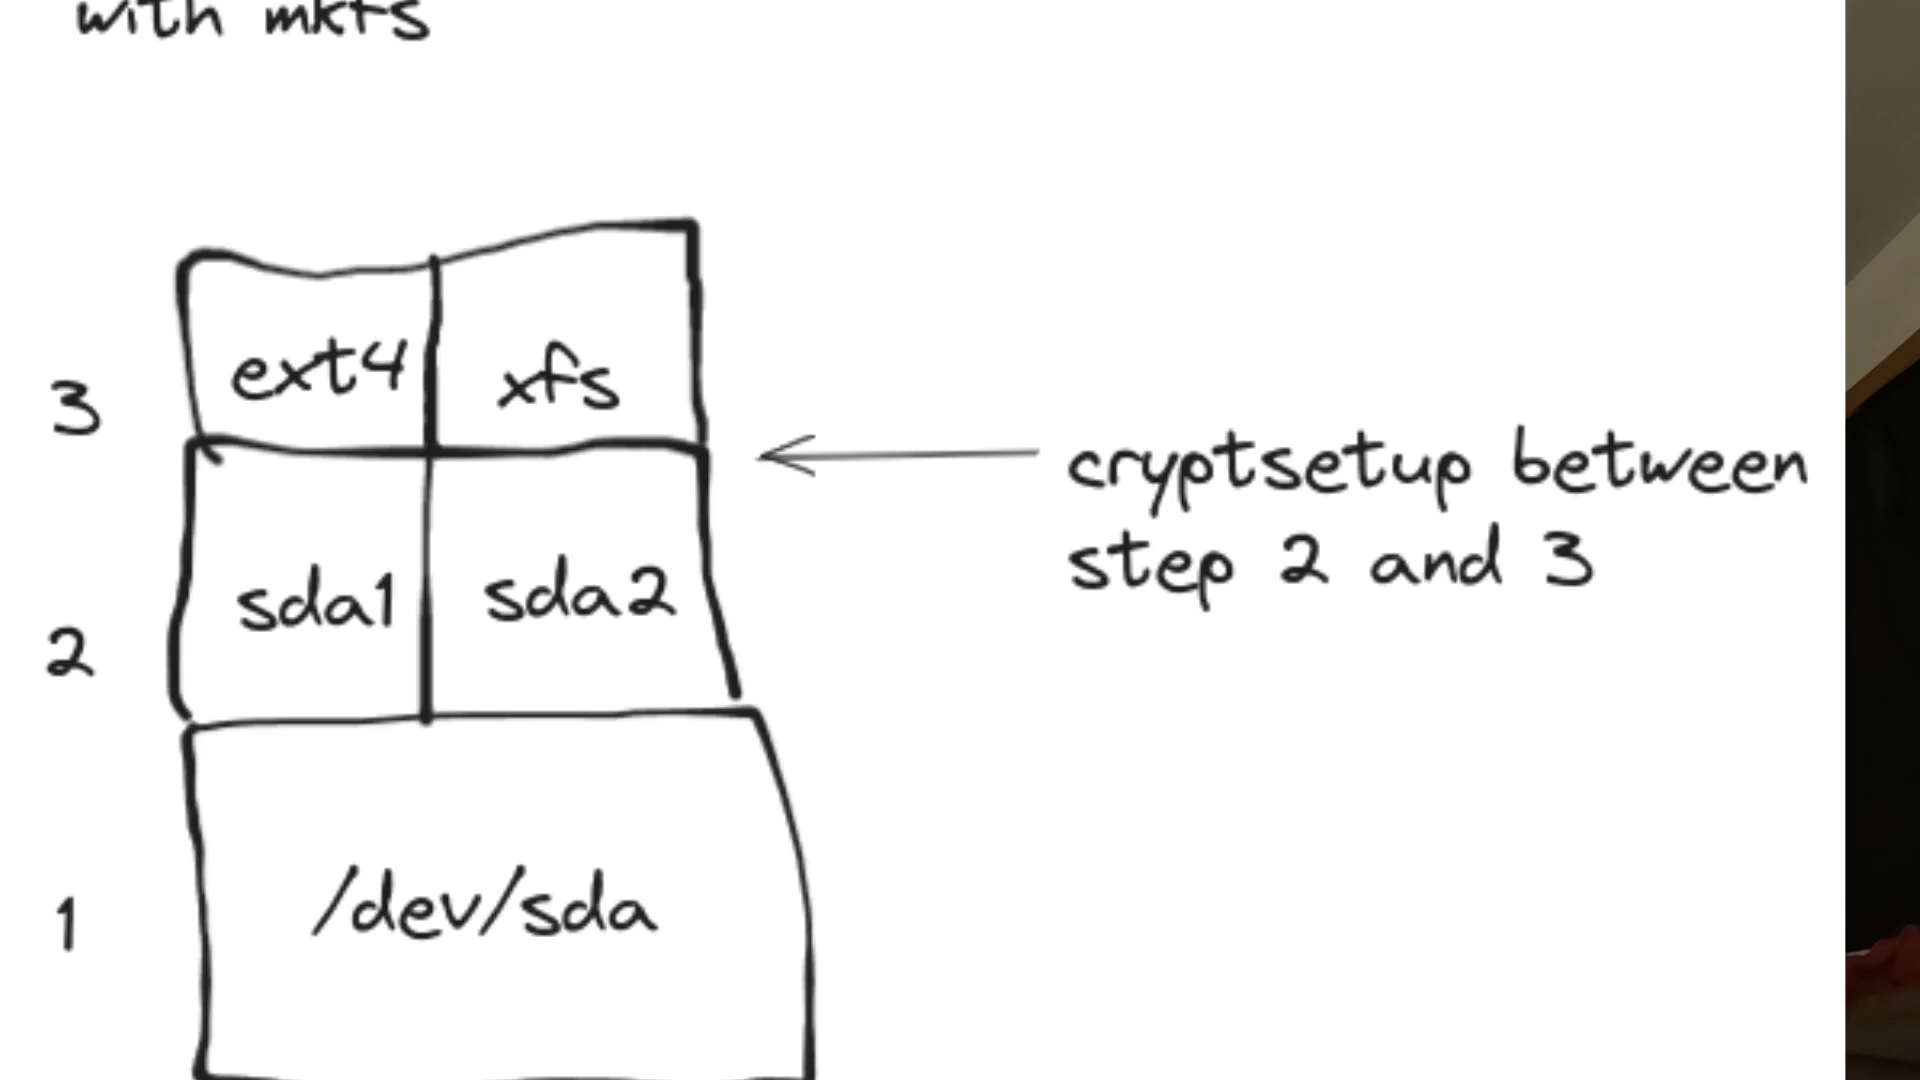 with mkfs
ext4 xfs
3
cryptsetup between
step 2 and 3
sda1 sda2
2
/dev/sda
1